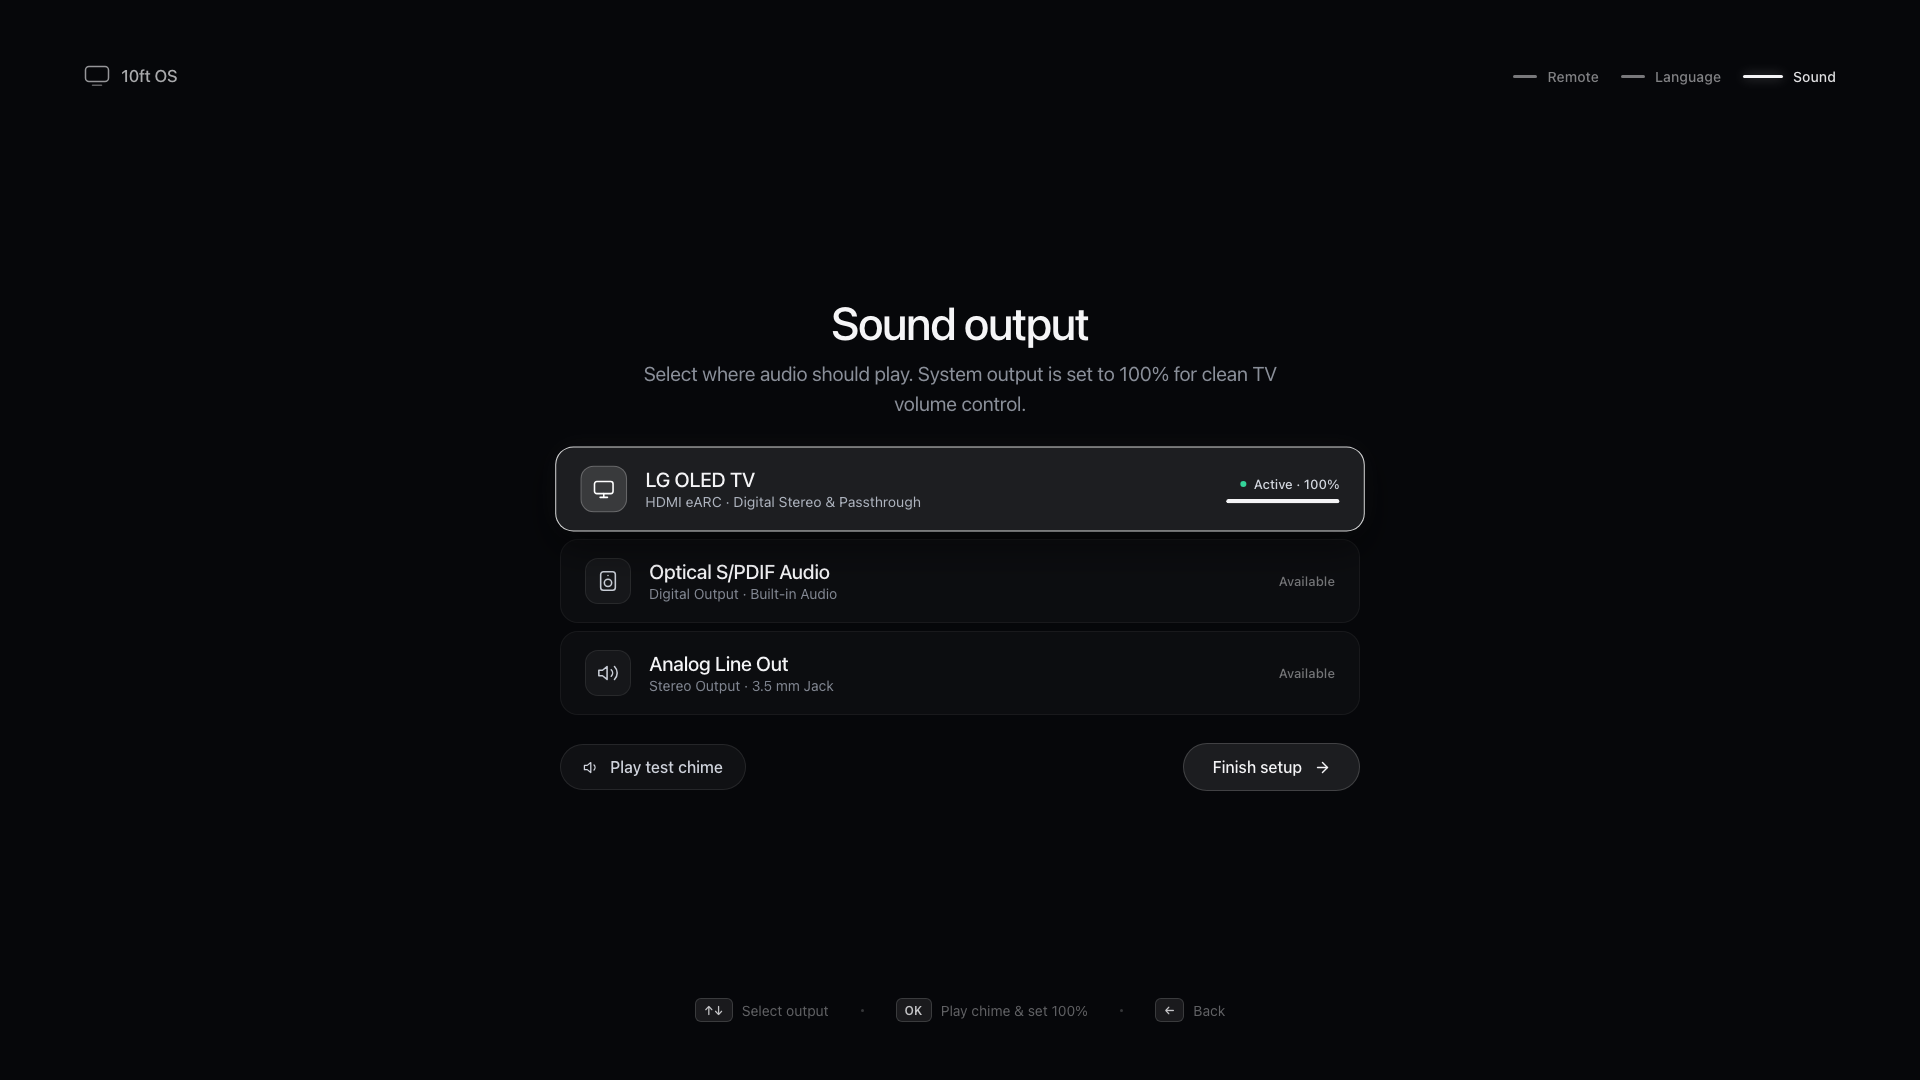 10ft OS
Remote
Language
Sound
Sound output
Select where audio should play. System output is set to 100% for clean TV
volume control.
LG OLED TV
HDMI eARC · Digital Stereo & Passthrough
Active · 100%
Optical S/PDIF Audio
Digital Output · Built-in Audio
Available
Analog Line Out
Stereo Output · 3.5 mm Jack
Available
Play test chime
Finish setup →
↑↓ Select output · OK Play chime & set 100% · ← Back